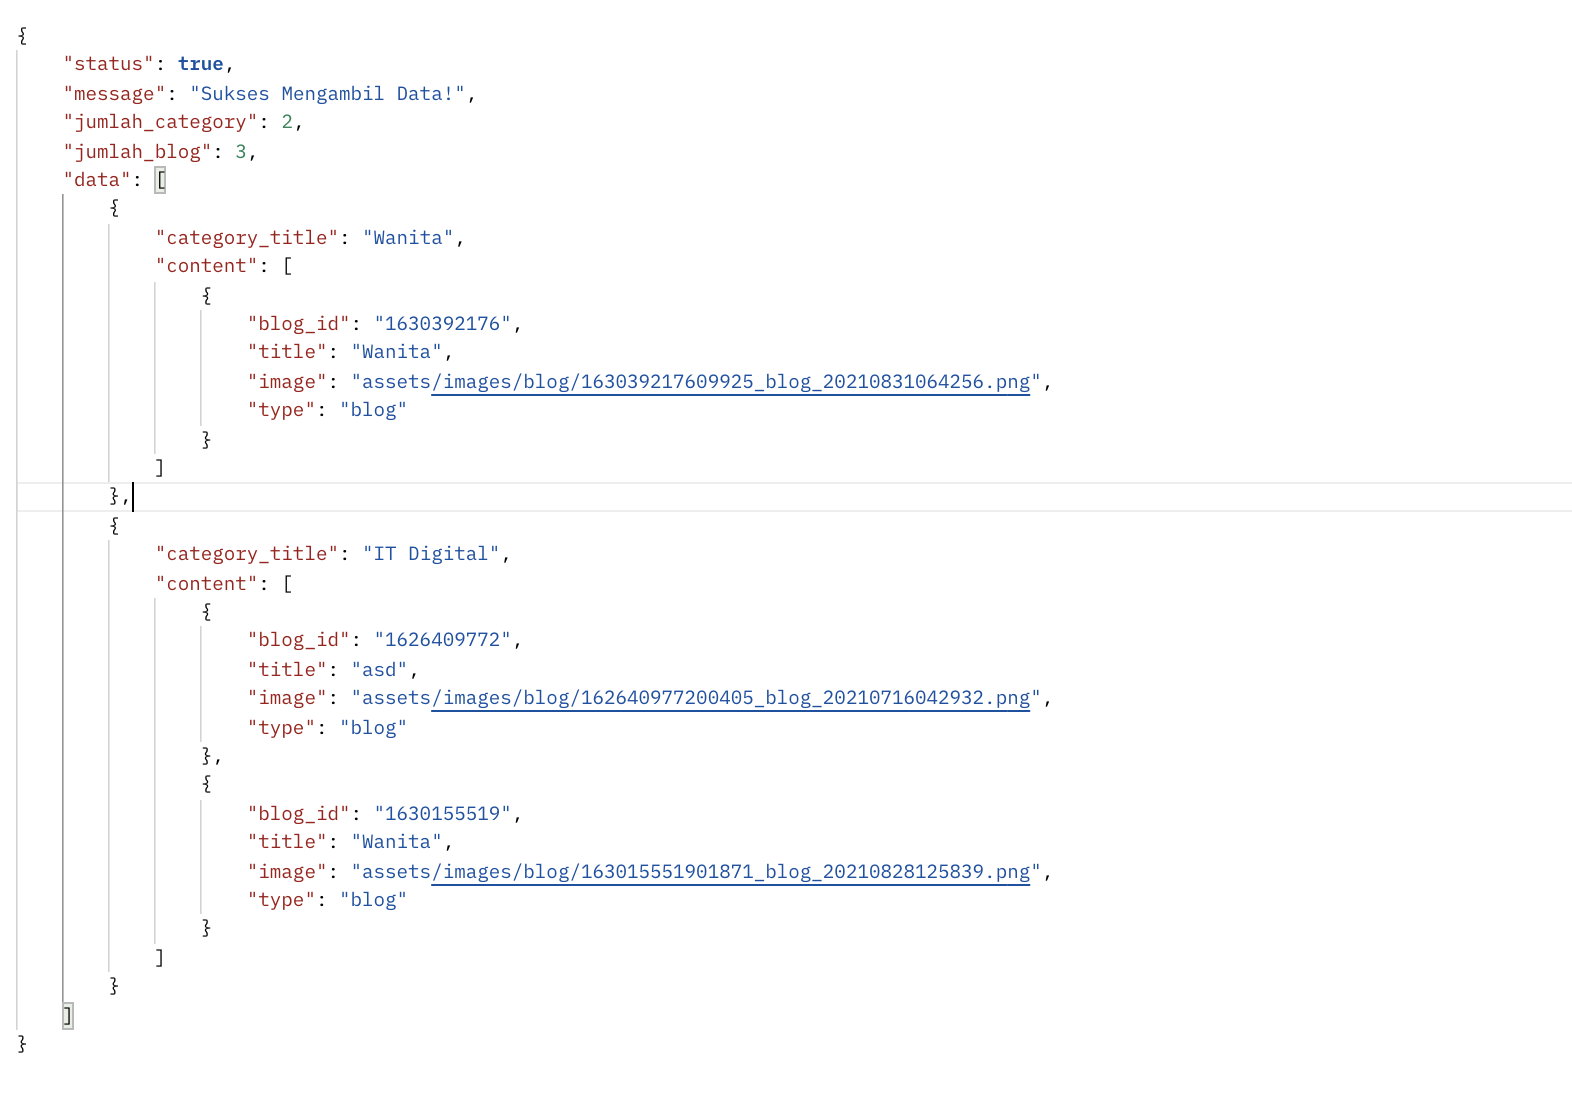 {
    "status": true,
    "message": "Sukses Mengambil Data!",
    "jumlah_category": 2,
    "jumlah_blog": 3,
    "data": [
        {
            "category_title": "Wanita",
            "content": [
                {
                    "blog_id": "1630392176",
                    "title": "Wanita",
                    "image": "assets/images/blog/163039217609925_blog_20210831064256.png",
                    "type": "blog"
                }
            ]
        },
        {
            "category_title": "IT Digital",
            "content": [
                {
                    "blog_id": "1626409772",
                    "title": "asd",
                    "image": "assets/images/blog/162640977200405_blog_20210716042932.png",
                    "type": "blog"
                },
                {
                    "blog_id": "1630155519",
                    "title": "Wanita",
                    "image": "assets/images/blog/163015551901871_blog_20210828125839.png",
                    "type": "blog"
                }
            ]
        }
    ]
}